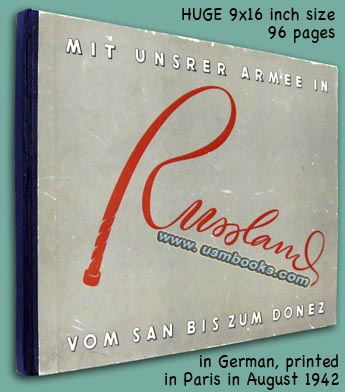 HUGE 9x16 inch size
96 pages
MIT UNSRER ARMEE IN
Russland
www.usmbooks.com
VOM SAN BIS ZUM DONEZ
in German, printed
in Paris in August 1942